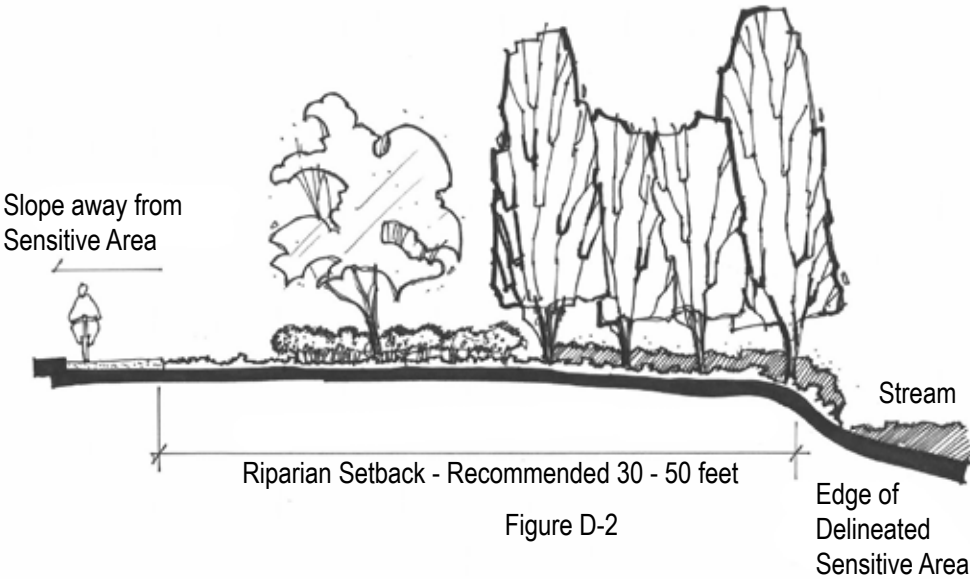 Slope away from
Sensitive Area
Stream
Riparian Setback - Recommended 30 - 50 feet
Edge of
Delineated
Sensitive Area
Figure D-2